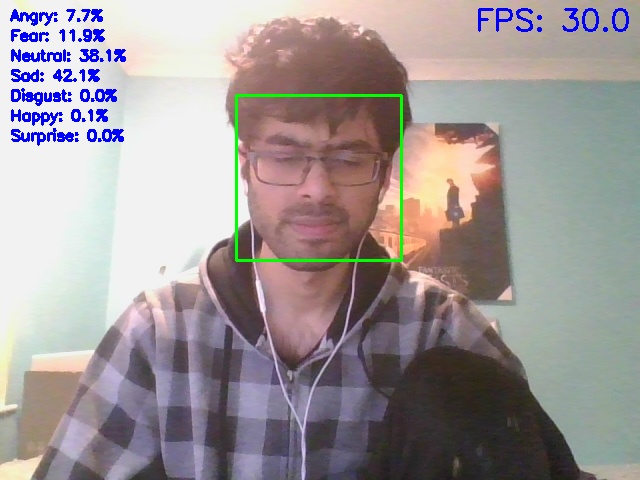 Angry: 7.7%
FPS: 30.0
Fear: 11.9%
Neutral: 38.1%
Sad: 42.1%
Disgust: 0.0%
Happy: 0.1%
Surprise: 0.0%
FANTASTIC